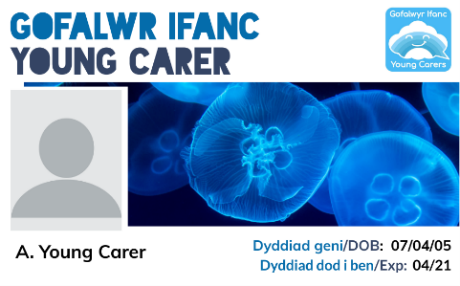 GOFALWR IFANC
YOUNG CARER
Gofalwyr Ifanc
Young Carers
A. Young Carer
Dyddiad geni/DOB: 07/04/05
Dyddiad dod i ben/Exp: 04/21